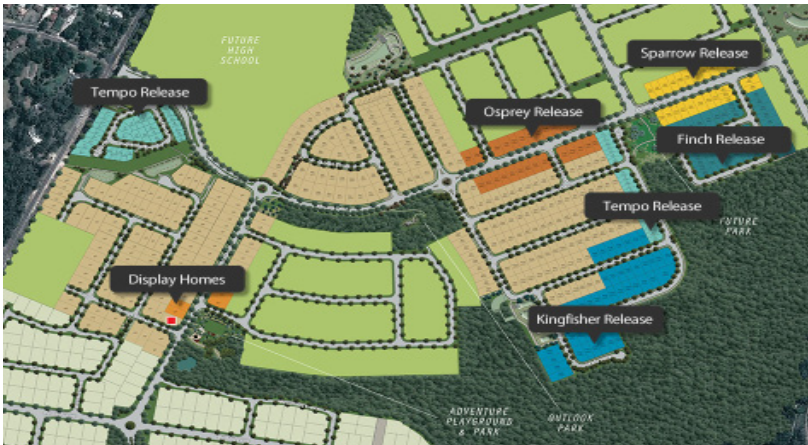 FUTURE
HIGH
SCHOOL
Sparrow Release
Tempo Release
Osprey Release
Finch Release
Tempo Release
FUTURE
PARK
Display Homes
Kingfisher Release
ADVENTURE
PLAYGROUND
& PARK
OUTLOOK
PARK